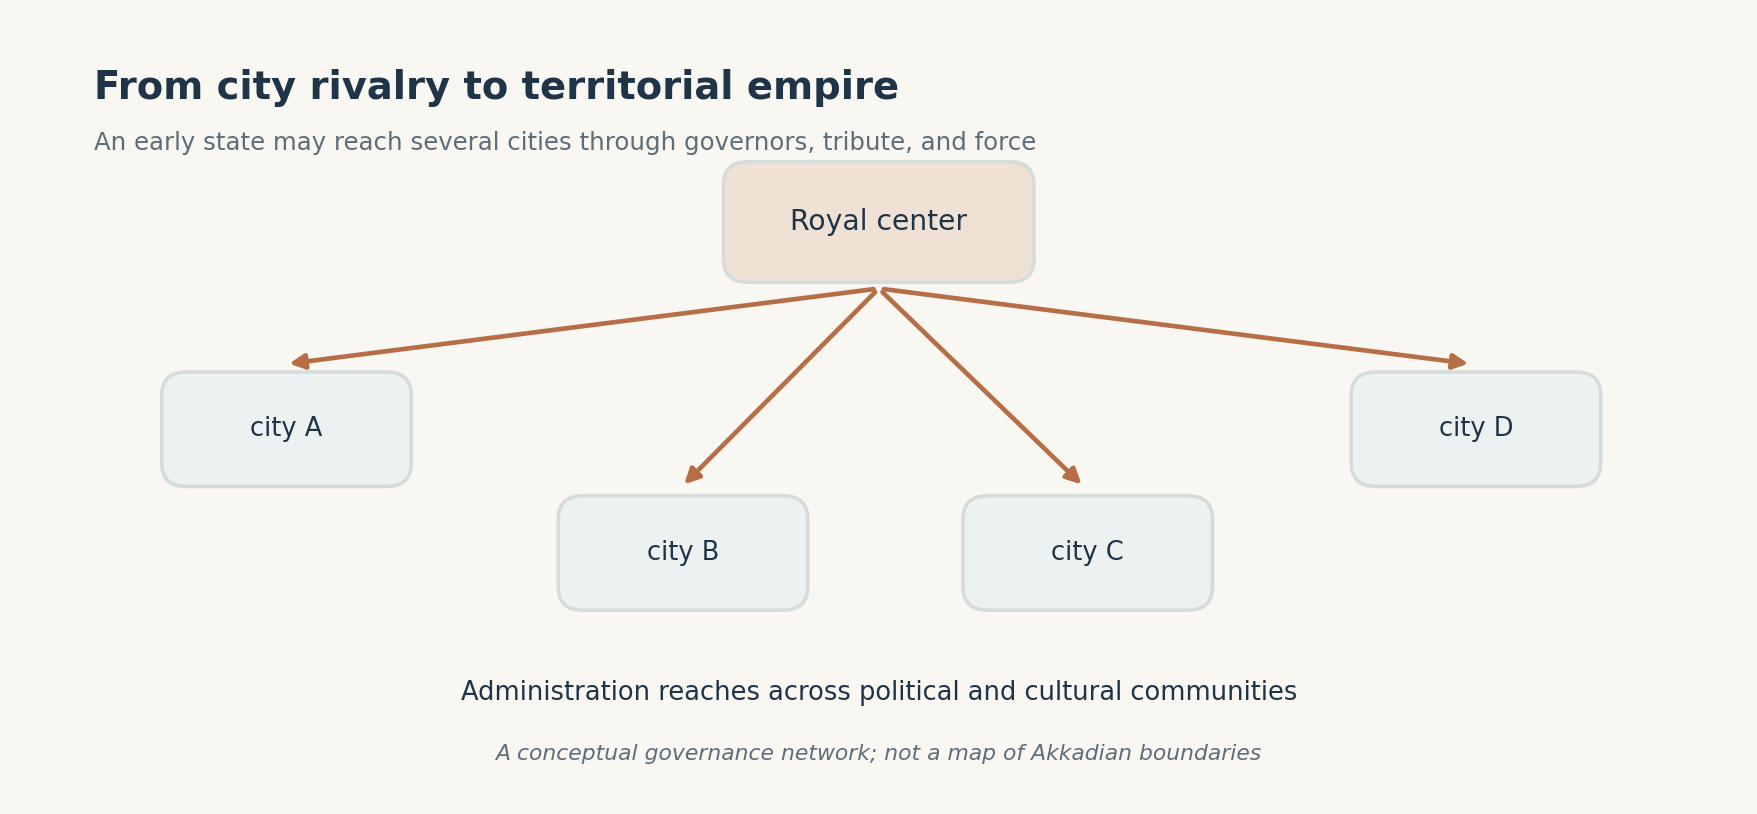 From city rivalry to territorial empire
An early state may reach several cities through governors, tribute, and force
Royal center
city A
city D
city B
city C
Administration reaches across political and cultural communities
A conceptual governance network; not a map of Akkadian boundaries